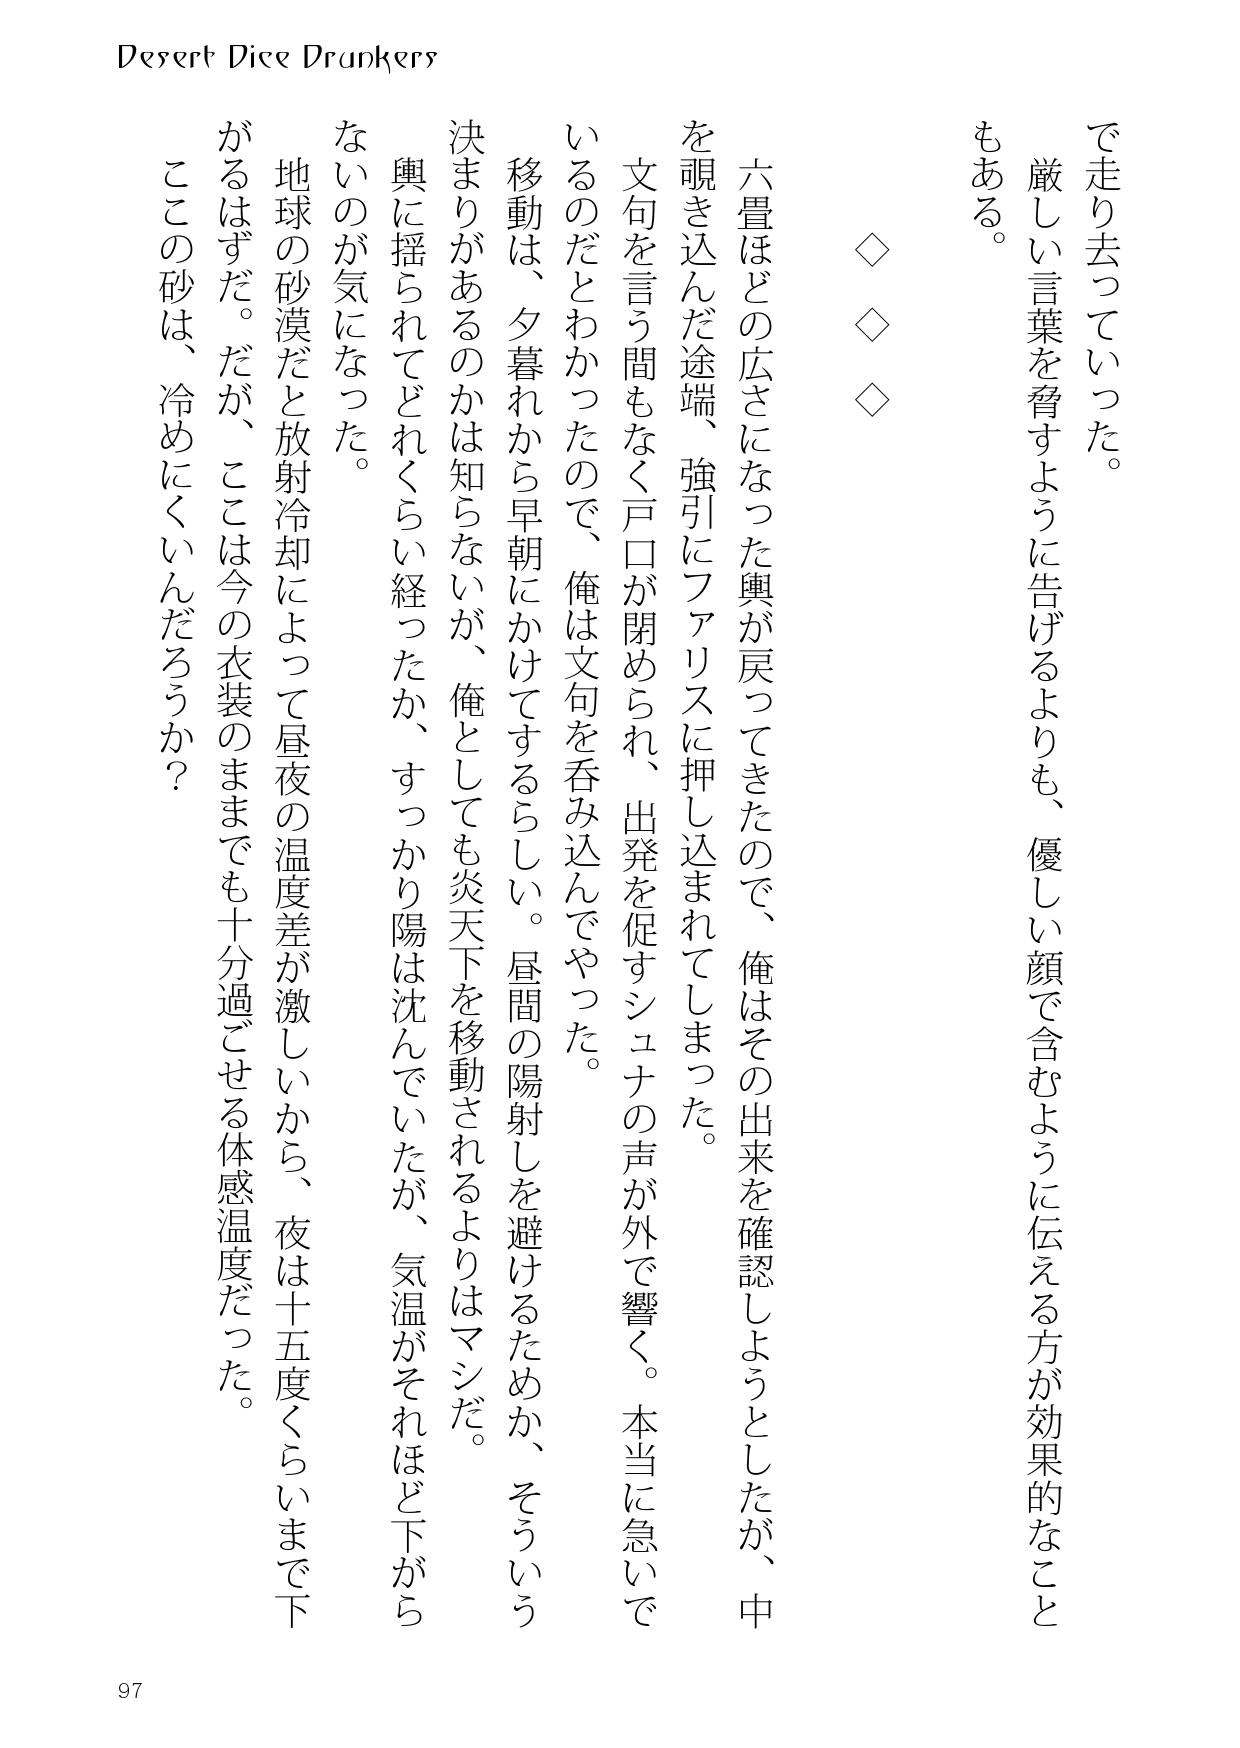 Desert Dice Drunkers
で走り去っていった。
　厳しい言葉を脅すように告げるよりも、優しい顔で含むように伝える方が効果的なこと
もある。
◇　◇　◇
　六畳ほどの広さになった輿が戻ってきたので、俺はその出来を確認しようとしたが、中
を覗き込んだ途端、強引にファリスに押し込まれてしまった。
　文句を言う間もなく戸口が閉められ、出発を促すシュナの声が外で響く。本当に急いで
いるのだとわかったので、俺は文句を呑み込んでやった。
　移動は、夕暮れから早朝にかけてするらしい。昼間の陽射しを避けるためか、そういう
決まりがあるのかは知らないが、俺としても炎天下を移動されるよりはマシだ。
　輿に揺られてどれくらい経ったか、すっかり陽は沈んでいたが、気温がそれほど下がら
ないのが気になった。
　地球の砂漠だと放射冷却によって昼夜の温度差が激しいから、夜は十五度くらいまで下
がるはずだ。だが、ここは今の衣装のままでも十分過ごせる体感温度だった。
　ここの砂は、冷めにくいんだろうか？
97